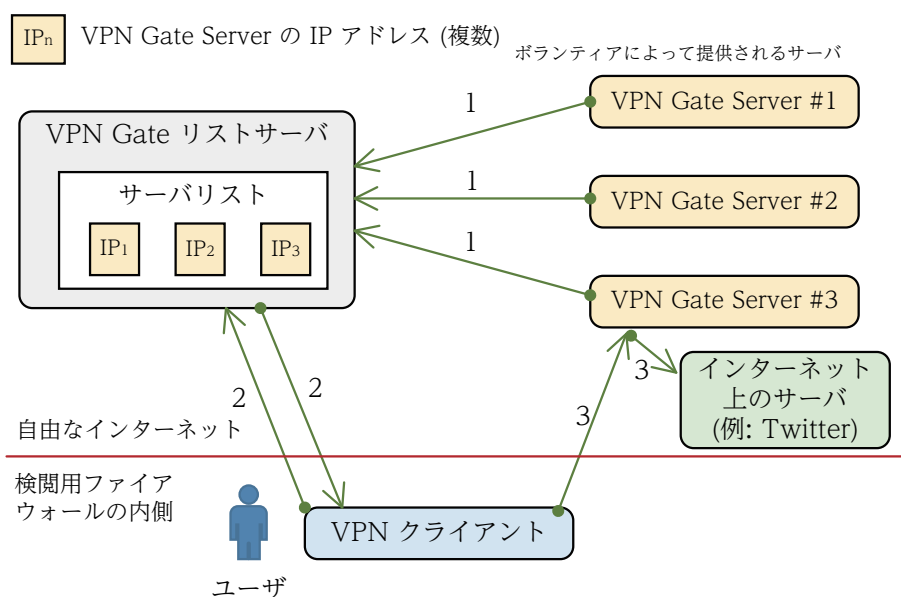 IPn VPN Gate Server の IP アドレス (複数)
ボランティアによって提供されるサーバ
VPN Gate リストサーバ
サーバリスト
IP1 IP2 IP3
1
1
1
VPN Gate Server #1
VPN Gate Server #2
VPN Gate Server #3
2
2
3
3
インターネット
上のサーバ
(例: Twitter)
自由なインターネット
検閲用ファイア
ウォールの内側
VPN クライアント
ユーザ